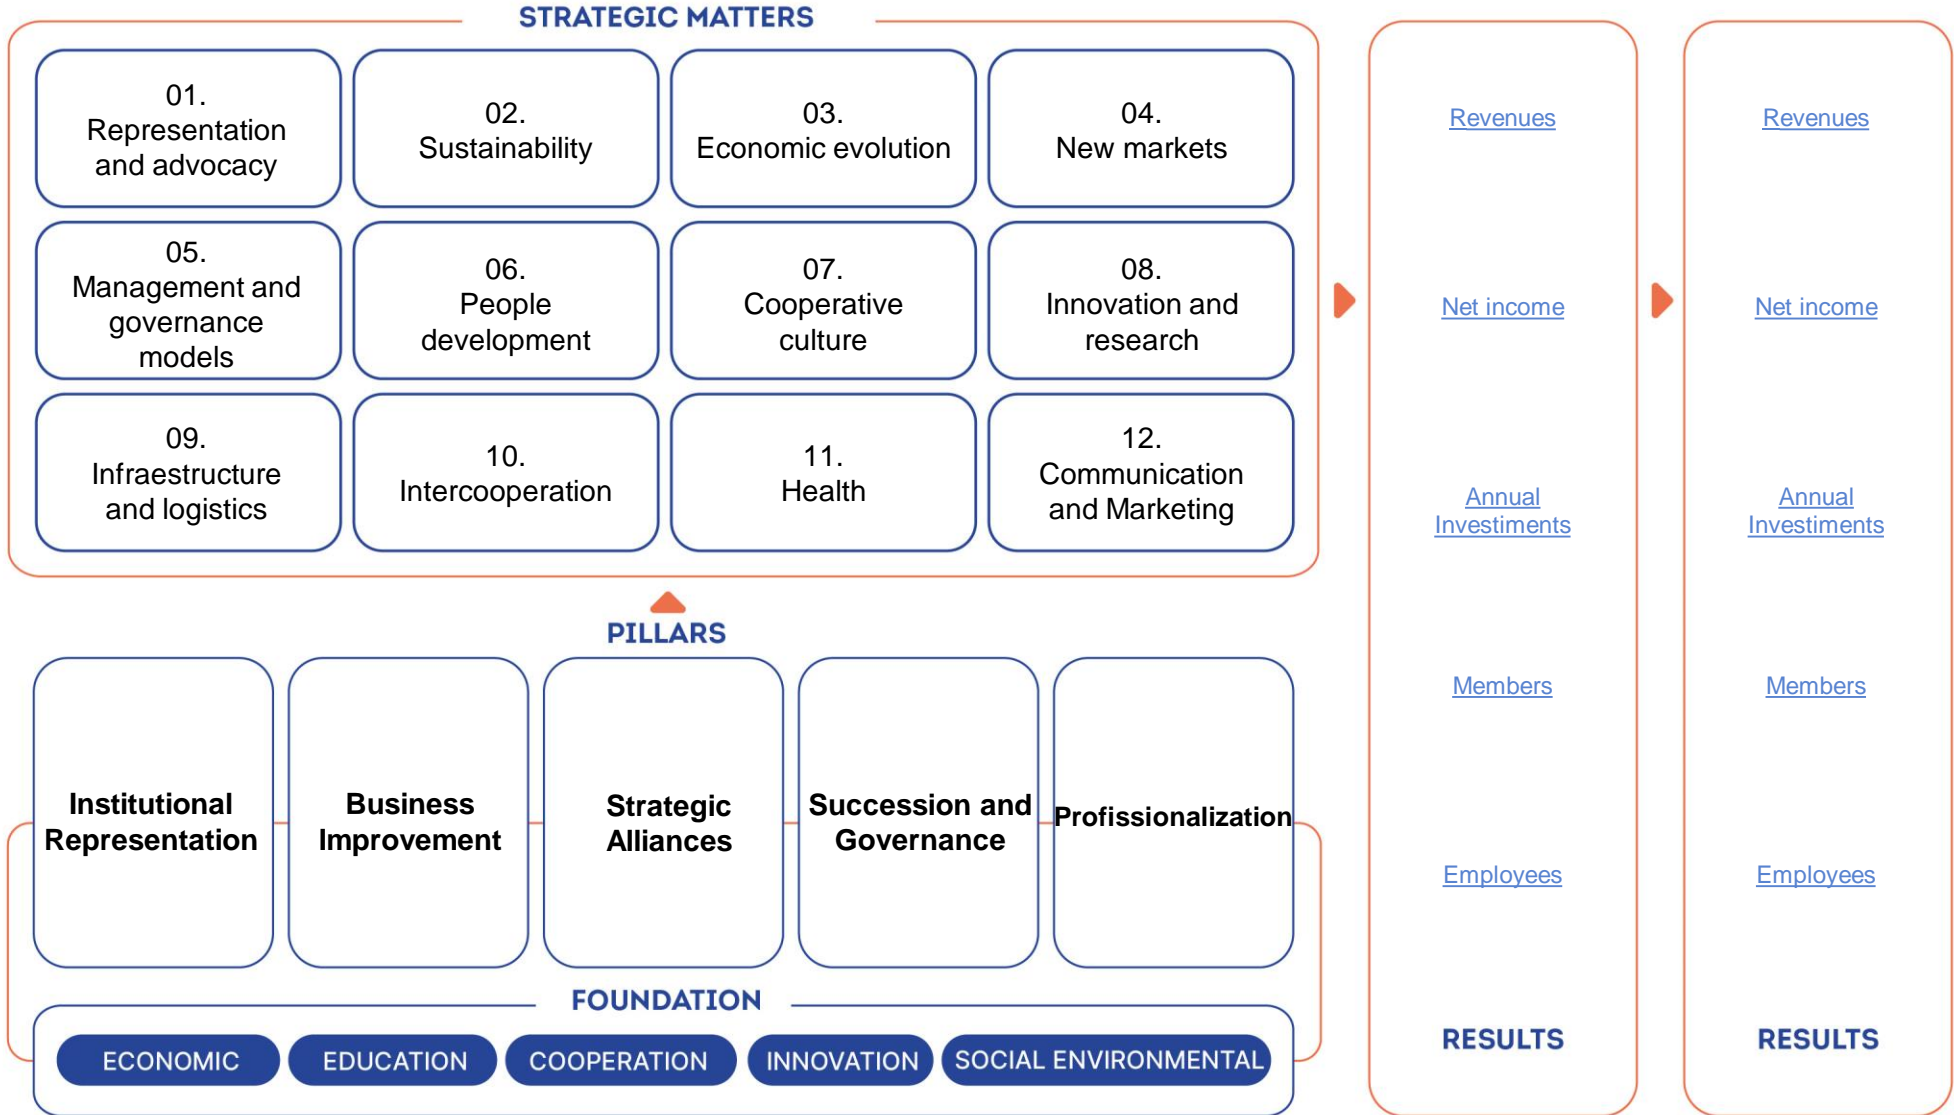 STRATEGIC MATTERS
01.
Representation
and advocacy
02.
Sustainability
03.
Economic evolution
04.
New markets
05.
Management and
governance
models
06.
People
development
07.
Cooperative
culture
08.
Innovation and
research
09.
Infraestructure
and logistics
10.
Intercooperation
11.
Health
12.
Communication
and Marketing
PILLARS
Institutional
Representation
Business
Improvement
Strategic
Alliances
Succession and
Governance
Profissionalization
FOUNDATION
ECONOMIC
EDUCATION
COOPERATION
INNOVATION
SOCIAL ENVIRONMENTAL
Revenues
Net income
Annual
Investiments
Members
Employees
RESULTS
Revenues
Net income
Annual
Investiments
Members
Employees
RESULTS